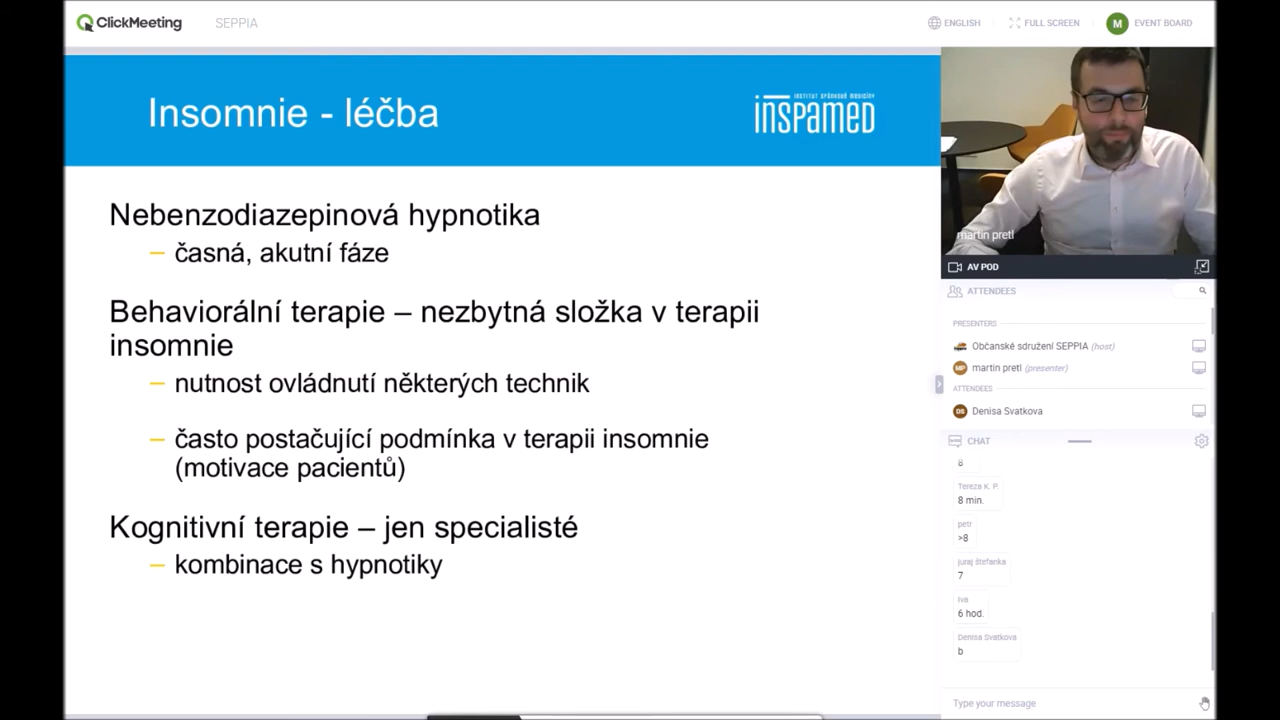 ClickMeeting
SEPPIA
ENGLISH
FULL SCREEN
M
EVENT BOARD
Insomnie - léčba
INSTITUT SPÁNKOVÉ MEDICÍNY
inspamed
Nebenzodiazepinová hypnotika
– časná, akutní fáze
Behaviorální terapie – nezbytná složka v terapii
insomnie
– nutnost ovládnutí některých technik
– často postačující podmínka v terapii insomnie
(motivace pacientů)
Kognitivní terapie – jen specialisté
– kombinace s hypnotiky
martin pretl
AV POD
ATTENDEES
PRESENTERS
Občanské sdružení SEPPIA (host)
MP
martin pretl (presenter)
ATTENDEES
DS
Denisa Svatkova
CHAT
8
Tereza K. P.
8 min.
petr
>8
juraj štefanka
7
Iva
6 hod.
Denisa Svatkova
b
Type your message